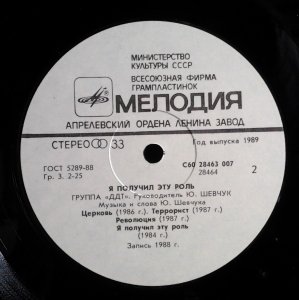 МИНИСТЕРСТВО
КУЛЬТУРЫ СССР
ВСЕСОЮЗНАЯ ФИРМА
ГРАМПЛАСТИНОК
МЕЛОДИЯ
АПРЕЛЕВСКИЙ ОРДЕНА ЛЕНИНА ЗАВОД
СТЕРЕО 33
Год выпуска 1989
ГОСТ 5289-88
Гр. 3. 2-25
С60 28463 007
28464
2
Я ПОЛУЧИЛ ЭТУ РОЛЬ
ГРУППА «ДДТ». Руководитель Ю. ШЕВЧУК
Музыка и слова Ю. Шевчука
Церковь (1986 г.). Террорист (1987 г.)
Революция (1987 г.)
Я получил эту роль
(1984 г.)
Запись 1988 г.